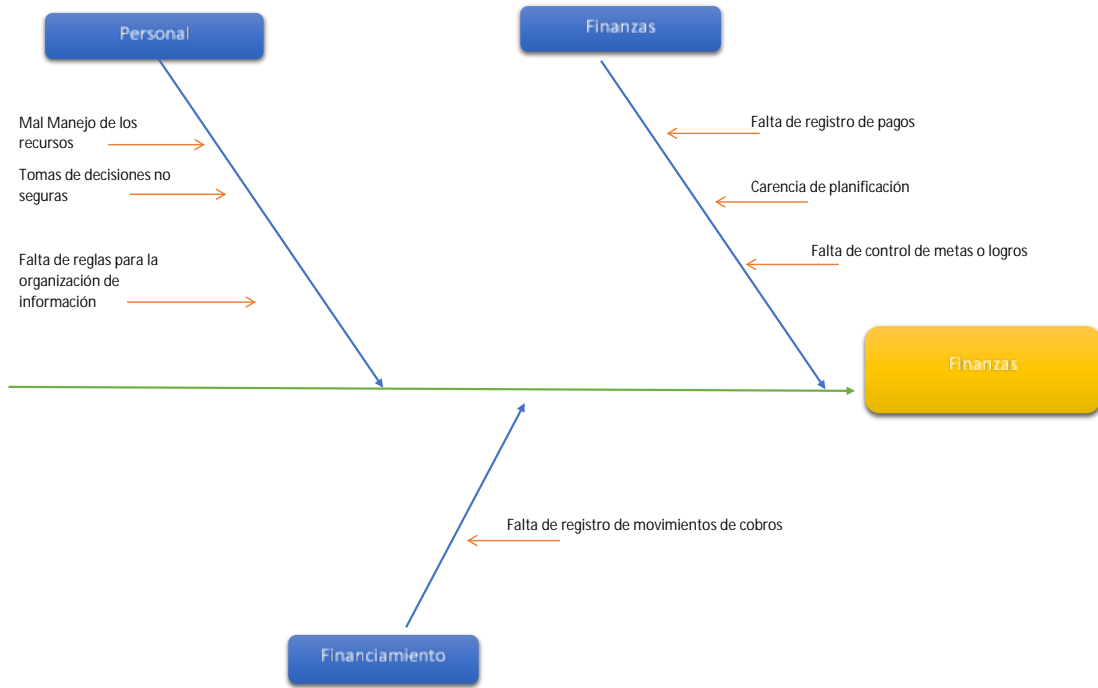 Personal
Finanzas
Mal Manejo de los
recursos
Tomas de decisiones no
seguras
Falta de reglas para la
organización de
información
Falta de registro de pagos
Carencia de planificación
Falta de control de metas o logros
Finanzas
Falta de registro de movimientos de cobros
Financiamiento